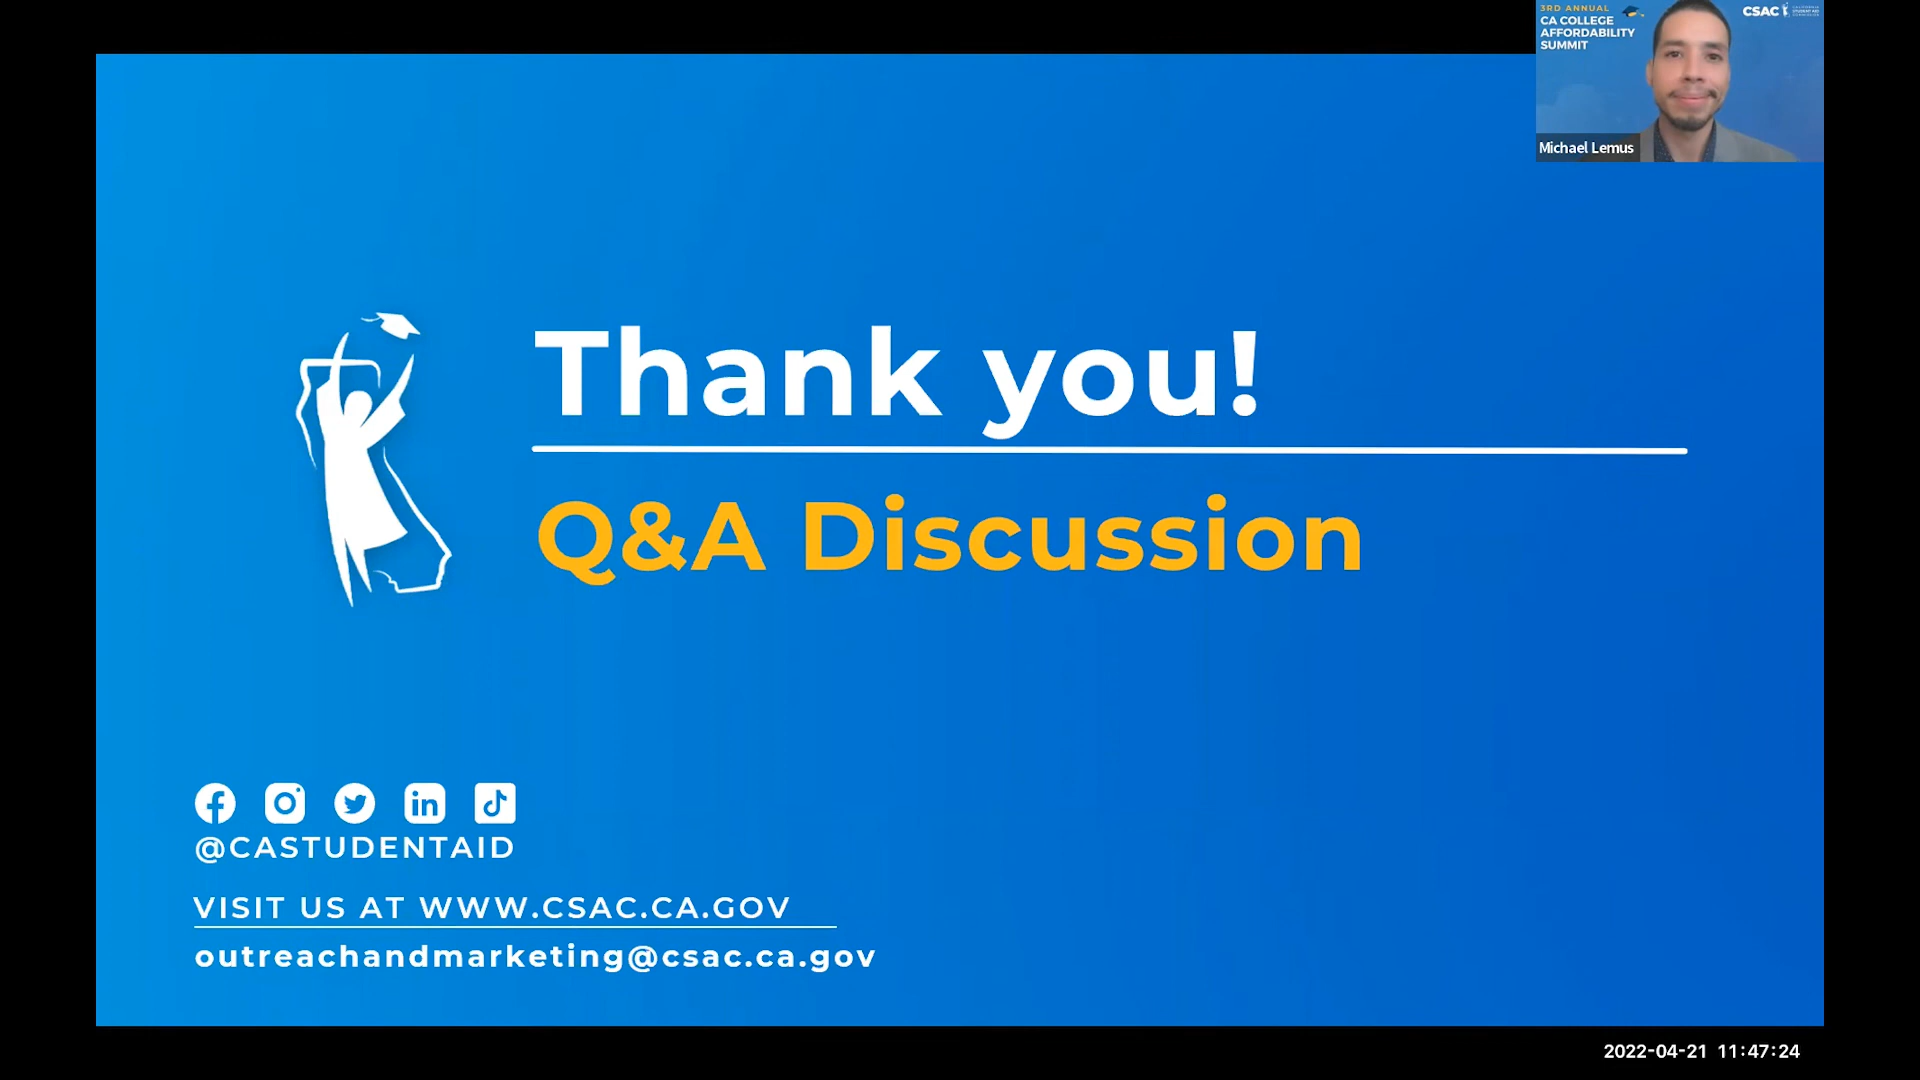 3RD ANNUAL
CA COLLEGE
AFFORDABILITY
SUMMIT
CSAC
Michael Lemus
Thank you!
Q&A Discussion
@CASTUDENTAID
VISIT US AT WWW.CSAC.CA.GOV
outreachandmarketing@csac.ca.gov
2022-04-21 11:47:24